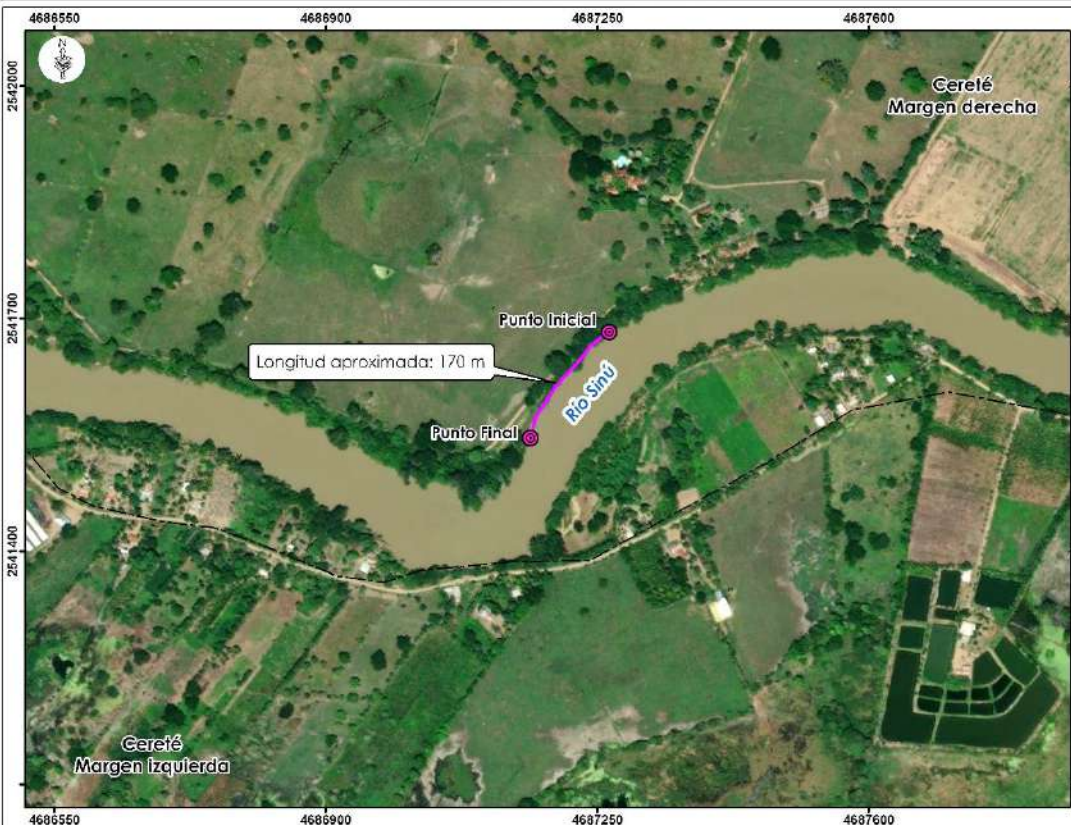 4686550 4686900 4687250 4687600
2542000
Cereté
Margen derecha
2541700
Punto Inicial
Longitud aproximada: 170 m
Río Sinú
Punto Final
2541400
Cereté
Margen izquierda
4686550 4686900 4687250 4687600